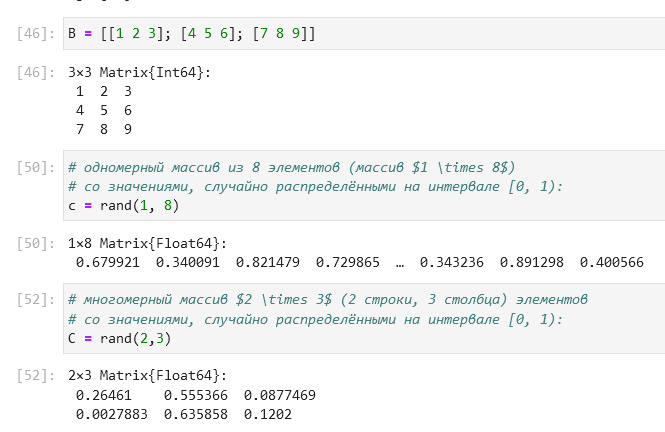 [46]: B = [[1 2 3]; [4 5 6]; [7 8 9]]
[46]: 3×3 Matrix{Int64}:
1 2 3
4 5 6
7 8 9
[50]: # одномерный массив из 8 элементов (массив $1 \times 8$)
# со значениями, случайно распределёнными на интервале [0, 1):
c = rand(1, 8)
[50]: 1×8 Matrix{Float64}:
0.679921 0.340091 0.821479 0.729865 … 0.343236 0.891298 0.400566
[52]: # многомерный массив $2 \times 3$ (2 строки, 3 столбца) элементов
# со значениями, случайно распределёнными на интервале [0, 1):
C = rand(2,3)
[52]: 2×3 Matrix{Float64}:
0.26461 0.555366 0.0877469
0.0027883 0.635858 0.1202